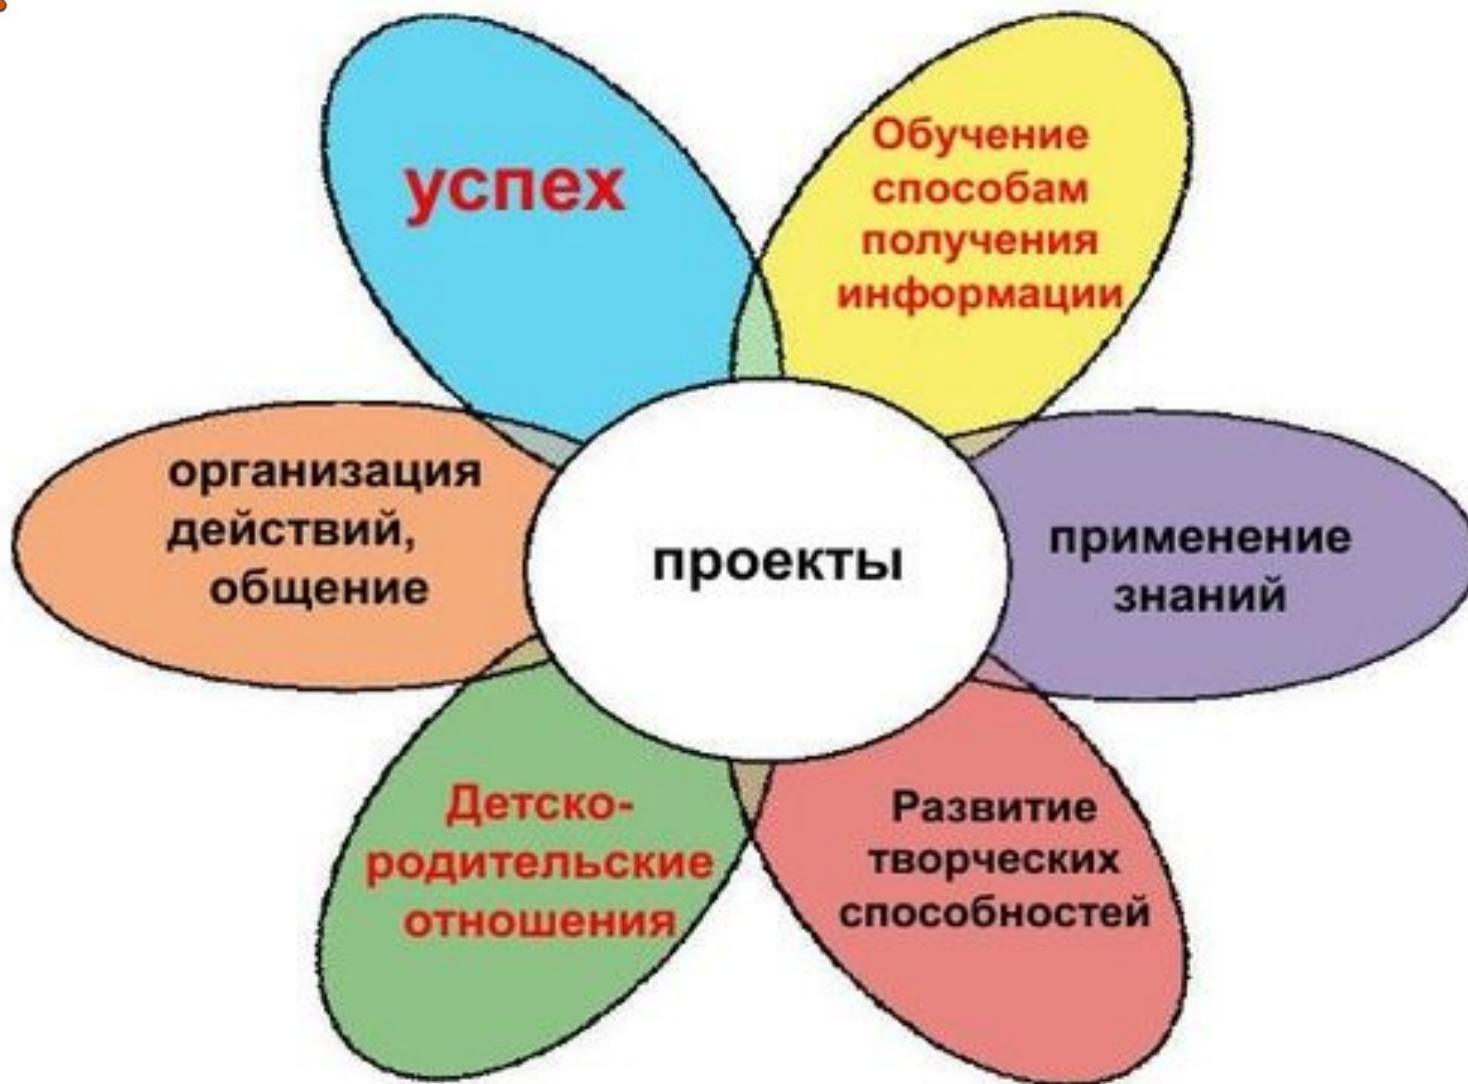 успех
Обучение
способам
получения
информации
организация
действий,
общение
проекты
применение
знаний
Детско-
родительские
отношения
Развитие
творческих
способностей